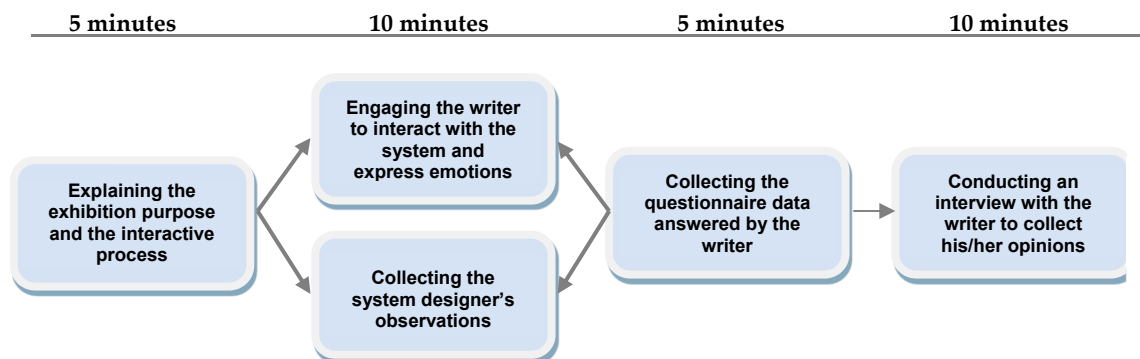 5 minutes 10 minutes 5 minutes 10 minutes
Explaining the
exhibition purpose
and the interactive
process
Engaging the writer
to interact with the
system and
express emotions
Collecting the
system designer’s
observations
Collecting the
questionnaire data
answered by the
writer
Conducting an
interview with the
writer to collect
his/her opinions